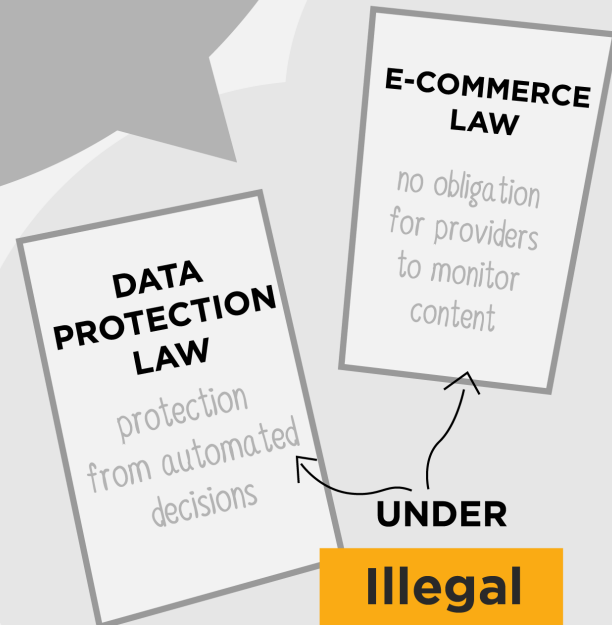 E-COMMERCE
LAW
no obligation
for providers
to monitor
content
DATA
PROTECTION
LAW
protection
from automated
decisions
UNDER
Illegal